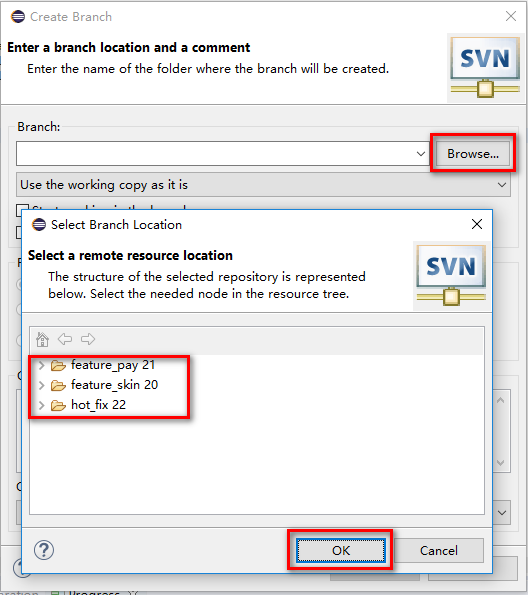 Create Branch
Enter a branch location and a comment
Enter the name of the folder where the branch will be created.
SVN
Branch:
Browse...
Use the working copy as it is
Select Branch Location
Select a remote resource location
The structure of the selected repository is represented
below. Select the needed node in the resource tree.
SVN
feature_pay 21
feature_skin 20
hot_fix 22
?
OK
Cancel
Progress